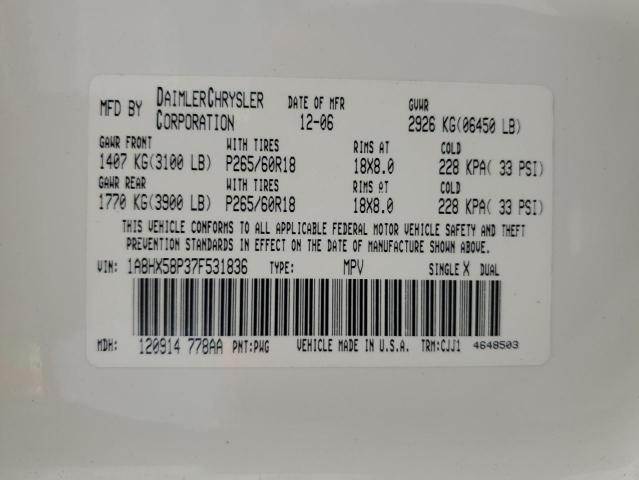 MFD BY DAIMLERCHRYSLER CORPORATION DATE OF MFR 12-06 GVWR 2926 KG(06450 LB)
GAWR FRONT WITH TIRES RIMS AT COLD
1407 KG(3100 LB) P265/60R18 18X8.0 228 KPA( 33 PSI)
GAWR REAR WITH TIRES RIMS AT COLD
1770 KG(3900 LB) P265/60R18 18X8.0 228 KPA( 33 PSI)
THIS VEHICLE CONFORMS TO ALL APPLICABLE FEDERAL MOTOR VEHICLE SAFETY AND THEFT
PREVENTION STANDARDS IN EFFECT ON THE DATE OF MANUFACTURE SHOWN ABOVE.
VIN: 1A8HX58P37F531836 TYPE: MPV SINGLE X DUAL
MDH: 120914 778AA PNT:PWG VEHICLE MADE IN U.S.A. TRM:CJJ1 4648503